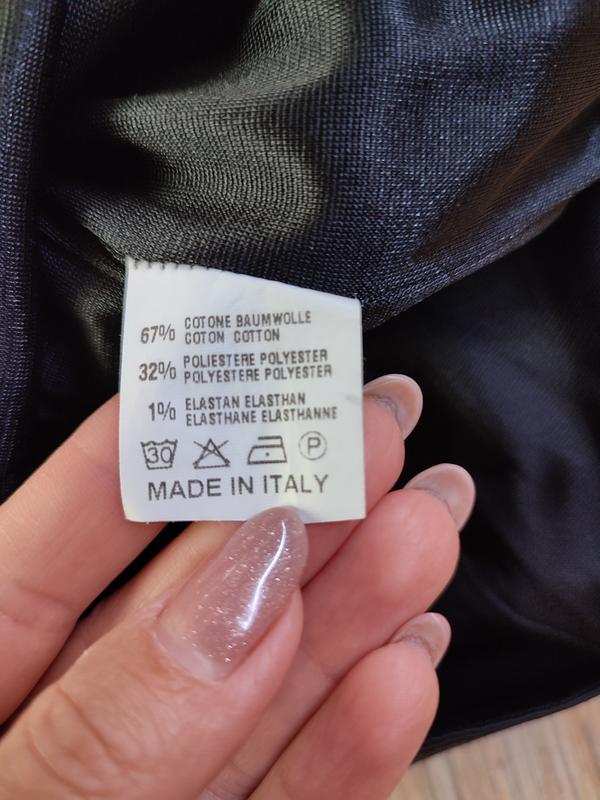 67% COTONE BAUMWOLLE
COTON COTTON
32% POLIESTERE POLYESTER
POLYESTERE POLYESTER
1% ELASTAN ELASTHAN
ELASTHANE ELASTHANNE
30 P
MADE IN ITALY